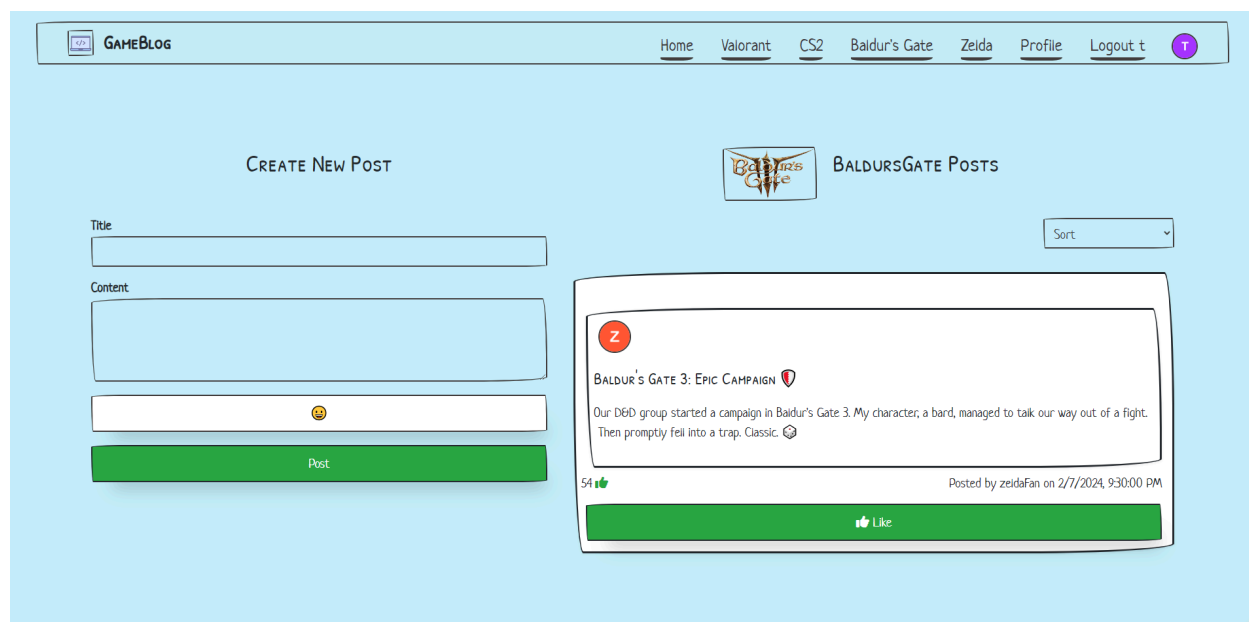 GameBlog
Home Valorant CS2 Baldur's Gate Zelda Profile Logout t T
Create New Post
Title
Content
Post
Baldur's Gate
BaldursGate Posts
Sort
Z
Baldur's Gate 3: Epic Campaign
Our D&D group started a campaign in Baldur's Gate 3. My character, a bard, managed to talk our way out of a fight.
Then promptly fell into a trap. Classic.
54
Posted by zeldaFan on 2/7/2024, 9:30:00 PM
Like